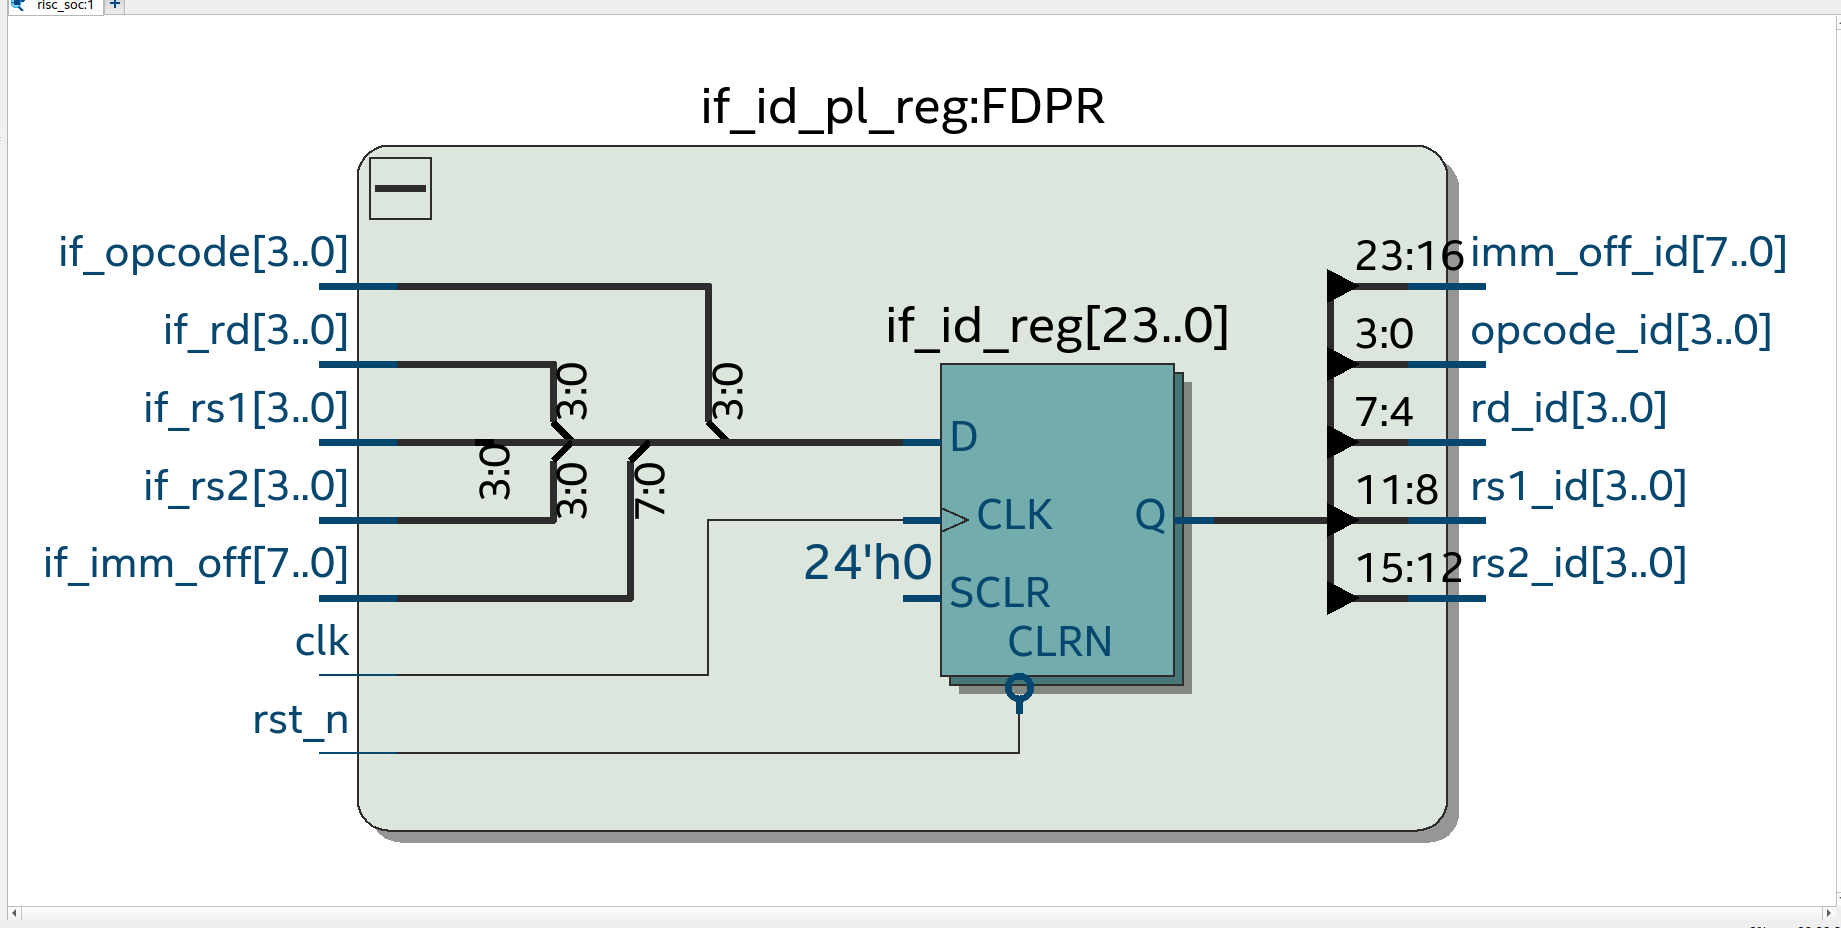 risc_soc:1
if_id_pl_reg:FDPR
if_opcode[3..0]
if_rd[3..0]
if_rs1[3..0]
if_rs2[3..0]
if_imm_off[7..0]
clk
rst_n
3:0
3:0
3:0
3:0
7:0
if_id_reg[23..0]
D
CLK
24'h0
SCLR
CLRN
Q
23:16 imm_off_id[7..0]
3:0 opcode_id[3..0]
7:4 rd_id[3..0]
11:8 rs1_id[3..0]
15:12 rs2_id[3..0]